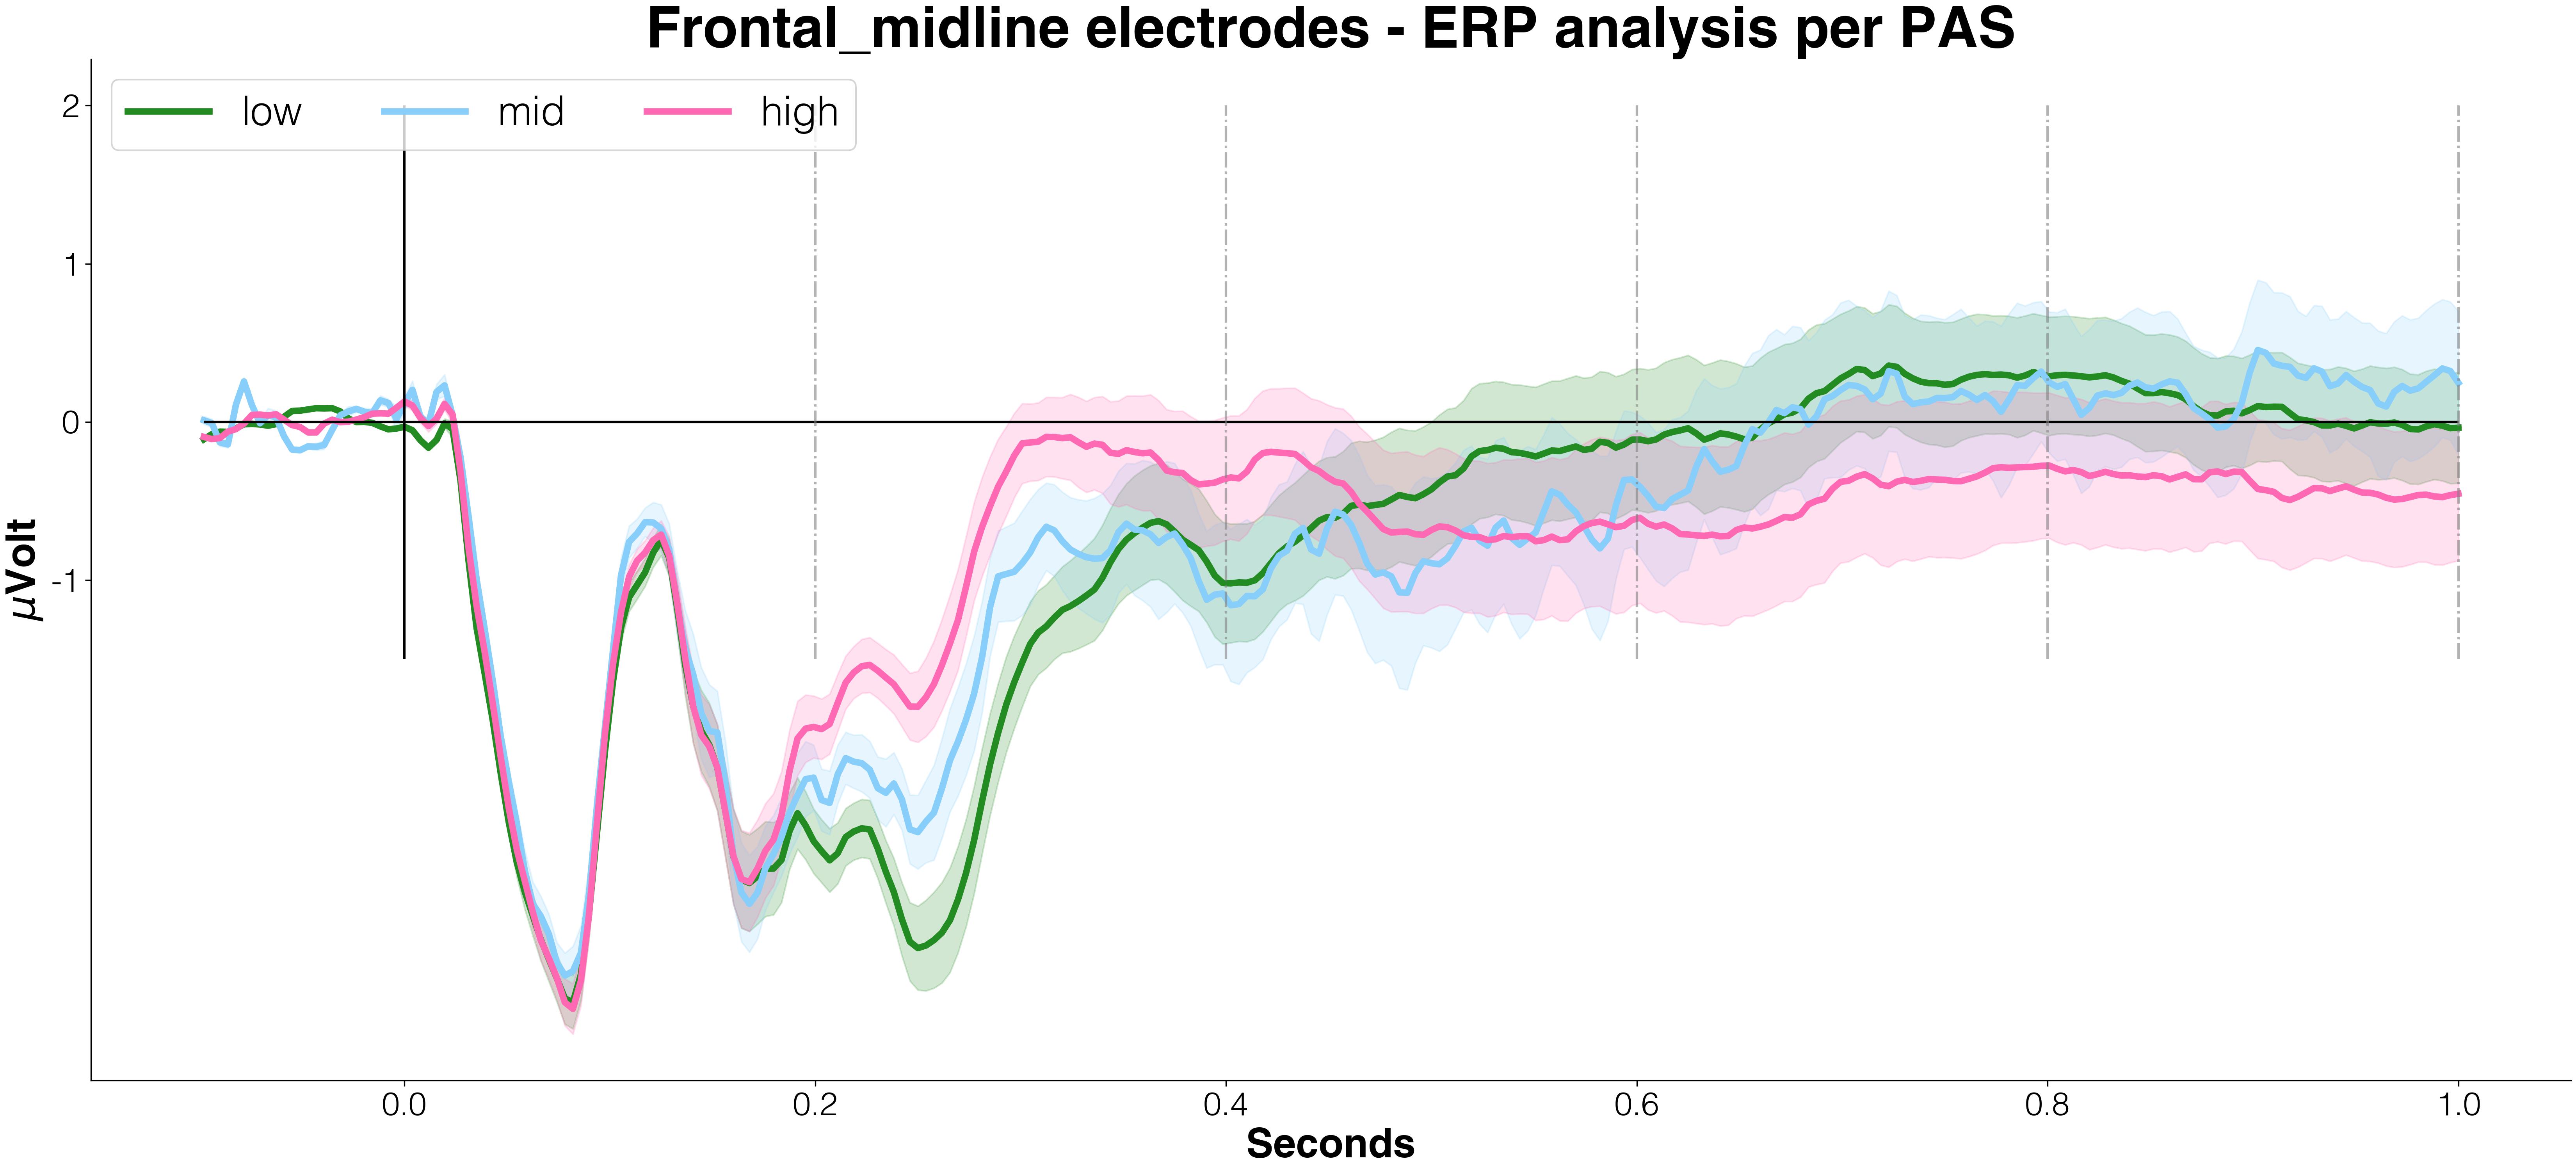 Frontal_midline electrodes - ERP analysis per PAS
low mid high
2
1
0
-1
μVolt
0.0 0.2 0.4 0.6 0.8 1.0
Seconds